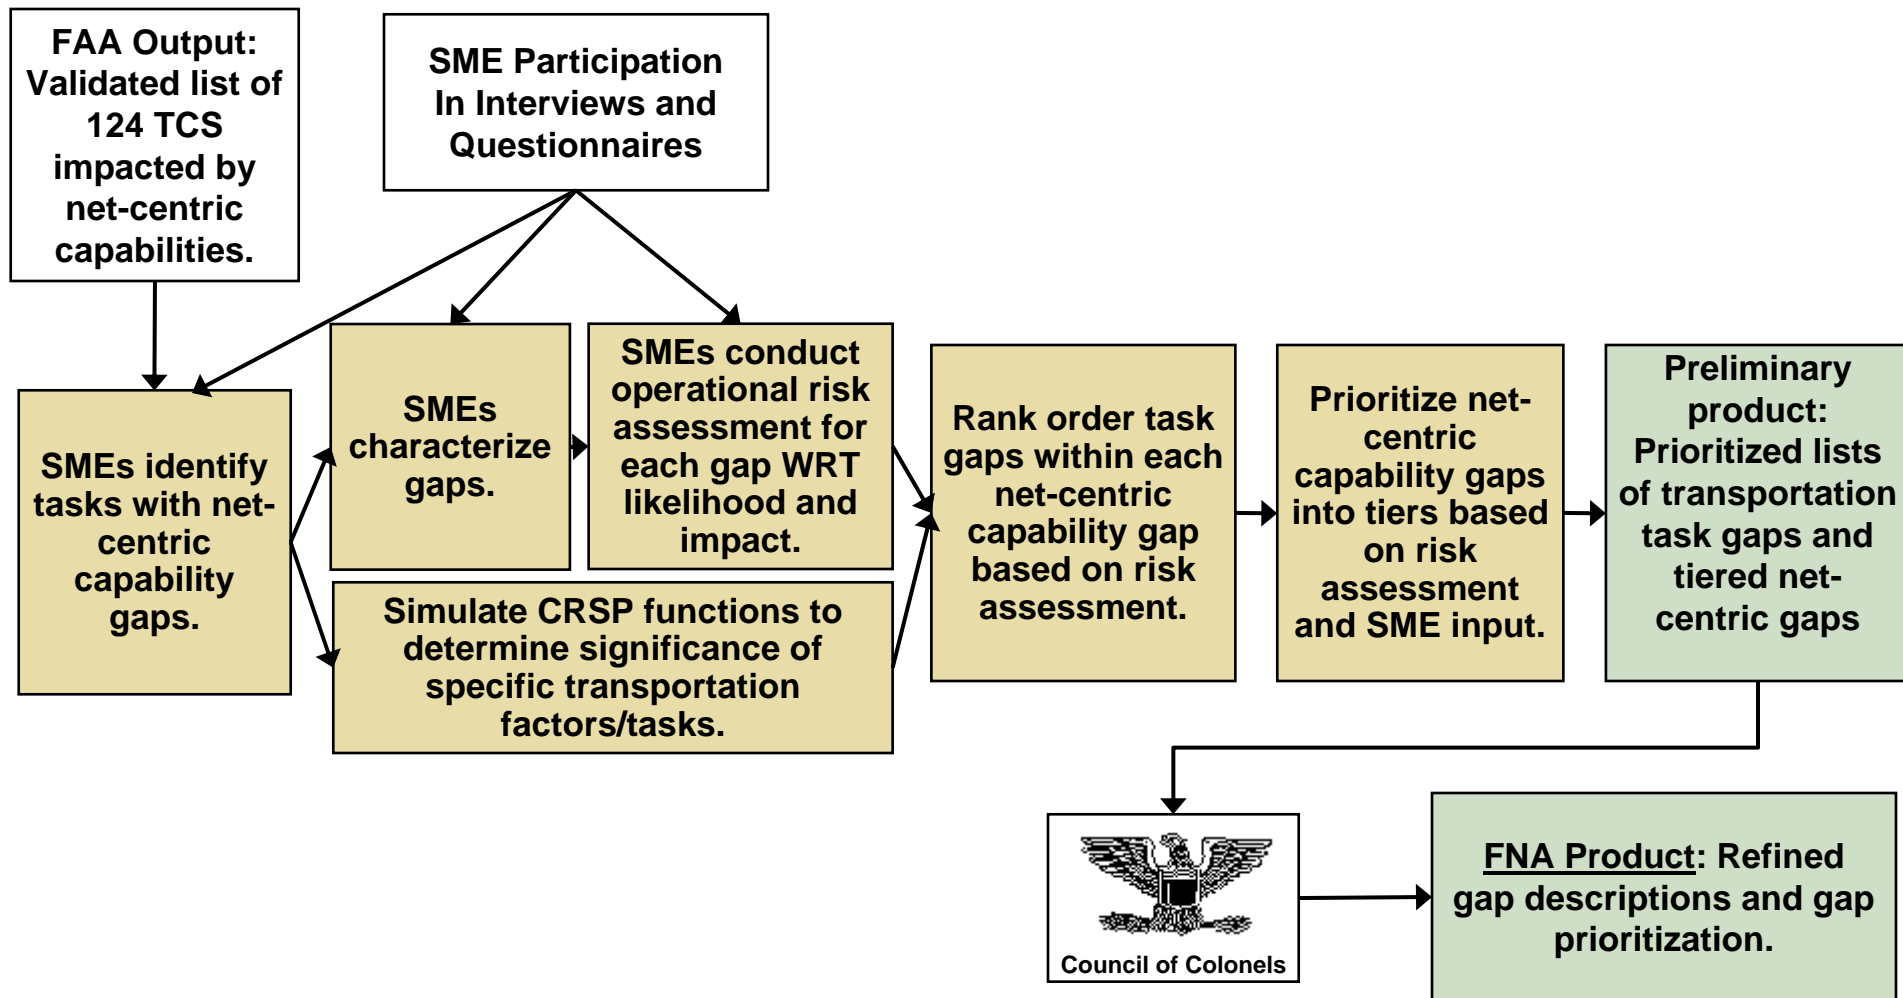 FAA Output:
Validated list of
124 TCS
impacted by
net-centric
capabilities.
SME Participation
In Interviews and
Questionnaires
SMEs identify
tasks with net-
centric
capability
gaps.
SMEs
characterize
gaps.
SMEs conduct
operational risk
assessment for
each gap WRT
likelihood and
impact.
Simulate CRSP functions to
determine significance of
specific transportation
factors/tasks.
Rank order task
gaps within each
net-centric
capability gap
based on risk
assessment.
Prioritize net-
centric
capability gaps
into tiers based
on risk
assessment
and SME input.
Preliminary
product:
Prioritized lists
of transportation
task gaps and
tiered net-
centric gaps
Council of Colonels
FNA Product: Refined
gap descriptions and gap
prioritization.